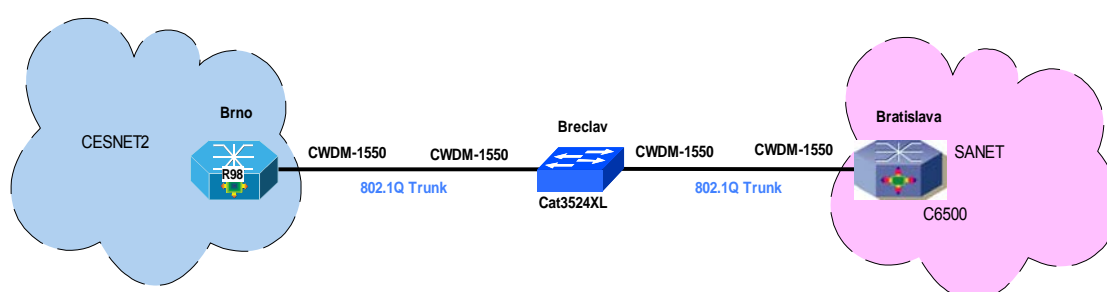 Brno
CESNET2
R98
CWDM-1550
CWDM-1550
802.1Q Trunk
Breclav
Cat3524XL
CWDM-1550
CWDM-1550
802.1Q Trunk
Bratislava
SANET
C6500